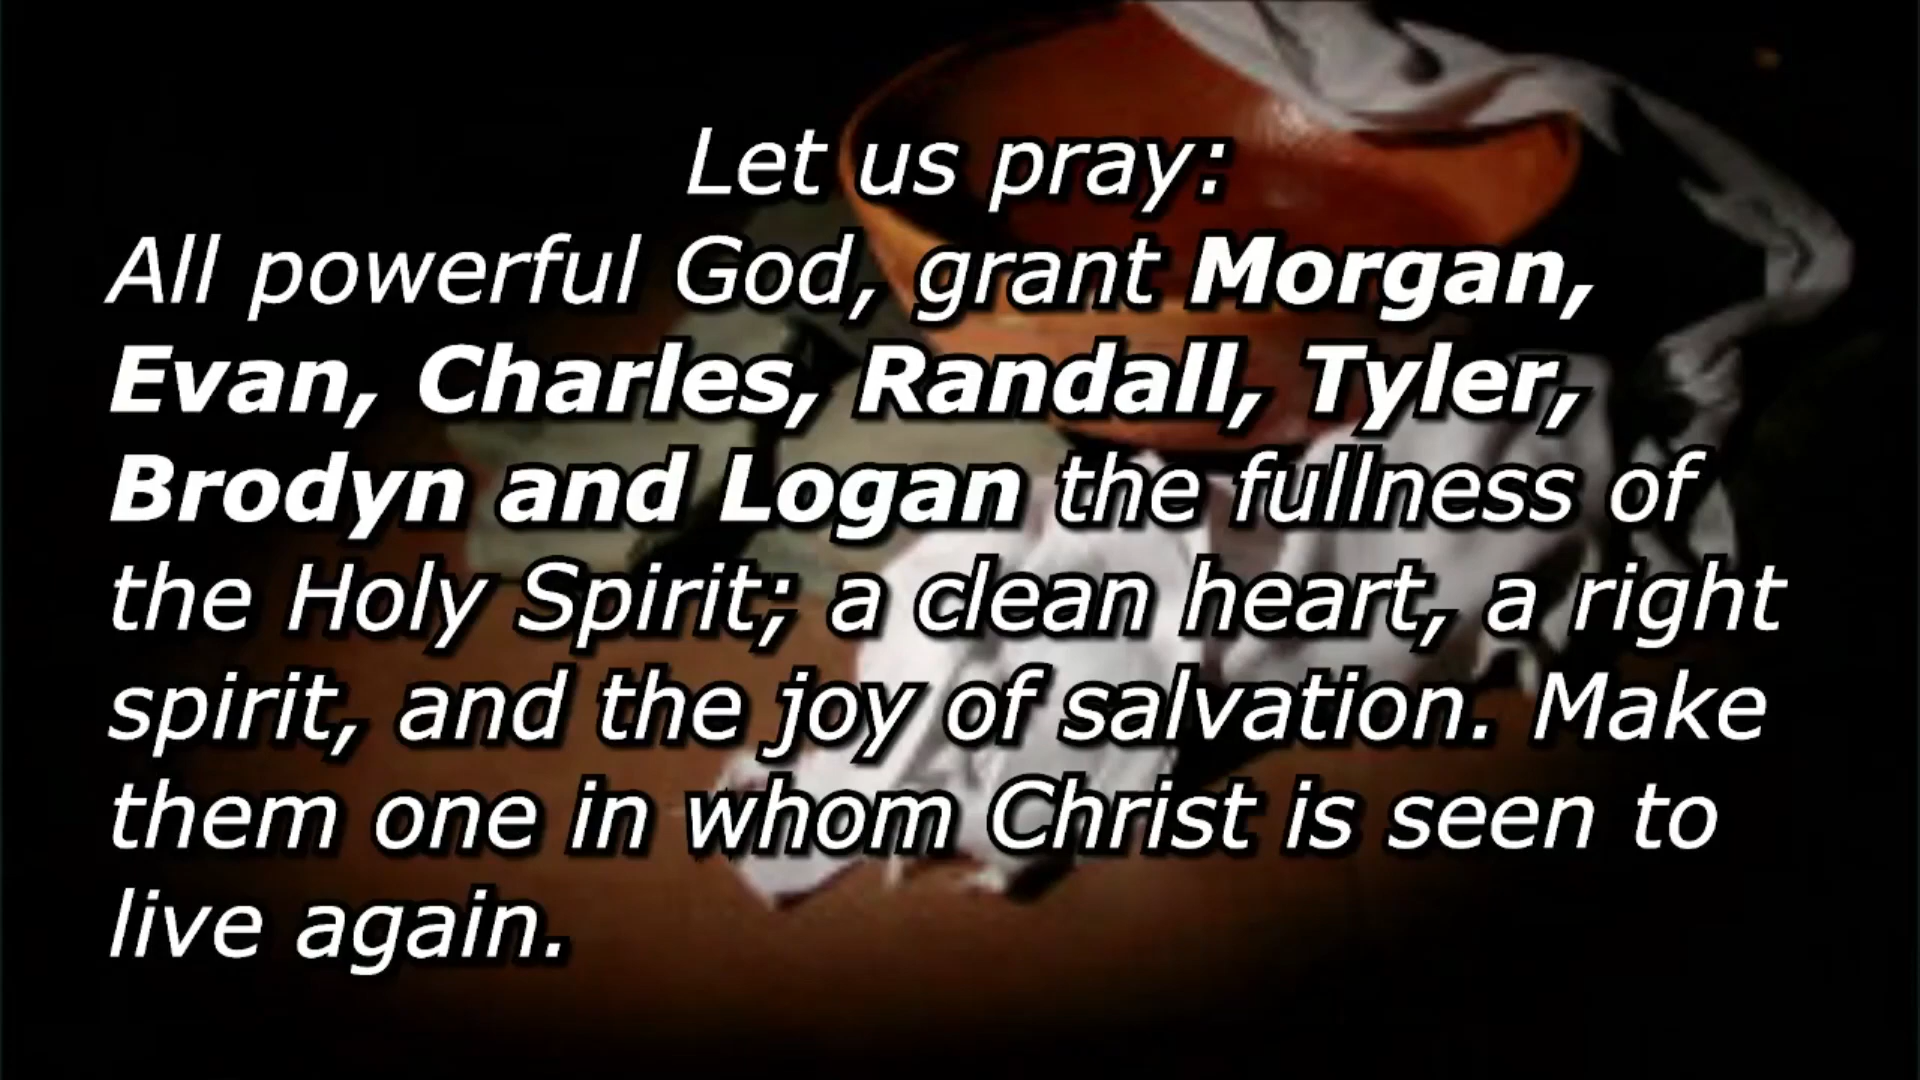 Let us pray:
All powerful God, grant Morgan,
Evan, Charles, Randall, Tyler,
Brodyn and Logan the fullness of
the Holy Spirit; a clean heart, a right
spirit, and the joy of salvation. Make
them one in whom Christ is seen to
live again.